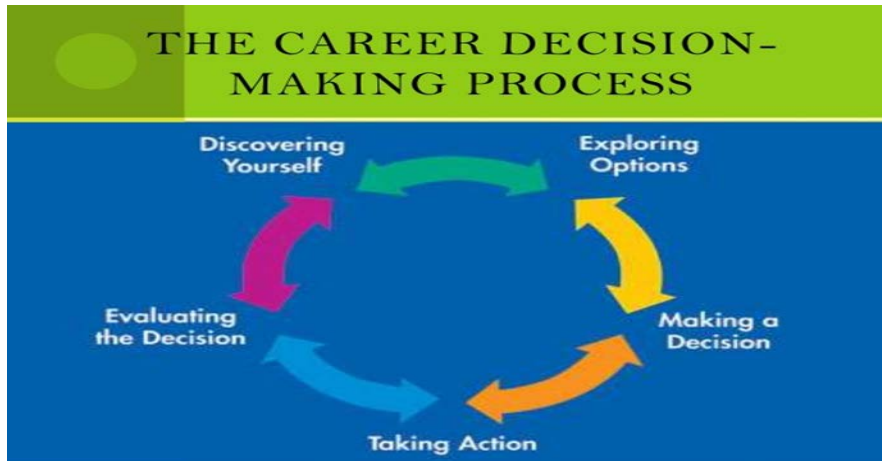 THE CAREER DECISION-
MAKING PROCESS
Discovering
Yourself
Exploring
Options
Evaluating
the Decision
Making a
Decision
Taking Action